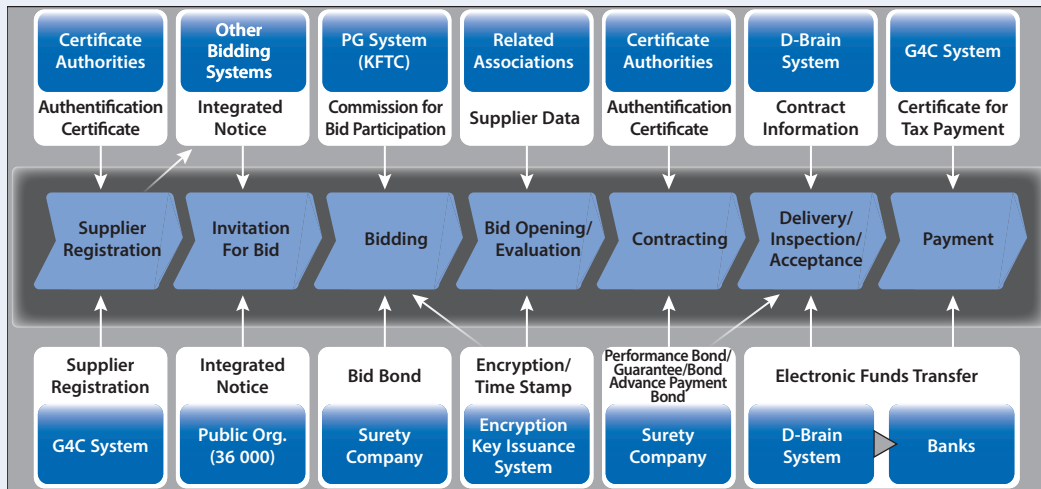 Certificate
Authorities
Authentification
Certificate
Other
Bidding
Systems
Integrated
Notice
PG System
(KFTC)
Commission for
Bid Participation
Related
Associations
Supplier Data
Certificate
Authorities
Authentification
Certificate
D-Brain
System
Contract
Information
G4C System
Certificate for
Tax Payment
Supplier
Registration
Invitation
For Bid
Bidding
Bid Opening/
Evaluation
Contracting
Delivery/
Inspection/
Acceptance
Payment
Supplier
Registration
G4C System
Integrated
Notice
Public Org.
(36 000)
Bid Bond
Surety
Company
Encryption/
Time Stamp
Encryption
Key Issuance
System
Performance Bond/
Guarantee/Bond
Advance Payment
Bond
Surety
Company
Electronic Funds Transfer
D-Brain
System
Banks